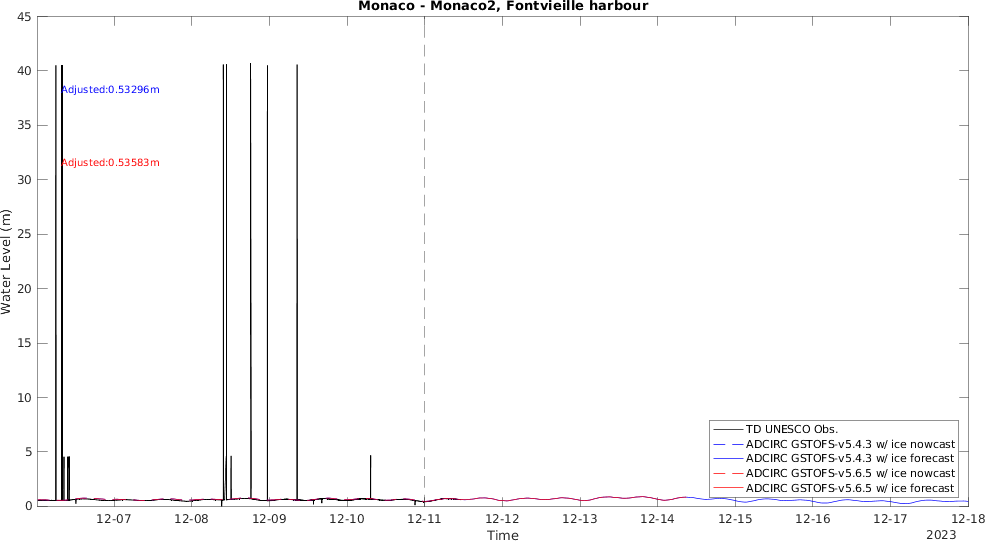 Monaco - Monaco2, Fontvieille harbour
45
40
35
30
25
20
15
10
5
0
Water Level (m)
Adjusted:0.53296m
Adjusted:0.53583m
TD UNESCO Obs.
ADCIRC GSTOFS-v5.4.3 w/ ice nowcast
ADCIRC GSTOFS-v5.4.3 w/ ice forecast
ADCIRC GSTOFS-v5.6.5 w/ ice nowcast
ADCIRC GSTOFS-v5.6.5 w/ ice forecast
12-07 12-08 12-09 12-10 12-11 12-12 12-13 12-14 12-15 12-16 12-17 12-18
Time
2023